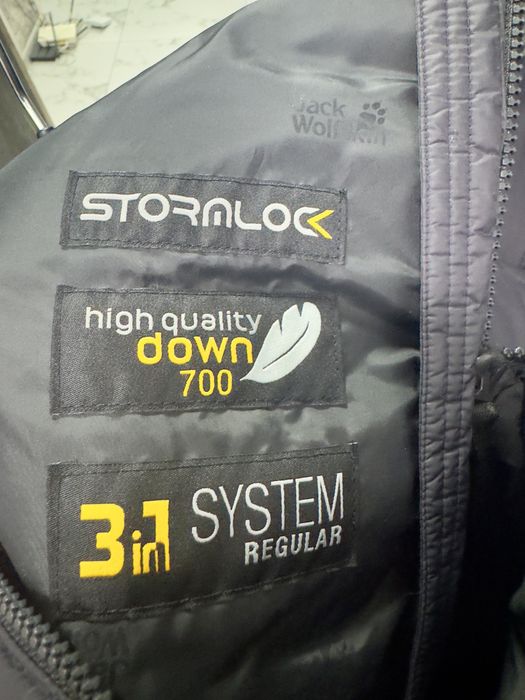 Jack
Wolfskin
STORMLOCK
high quality
down
700
3in1 SYSTEM
REGULAR